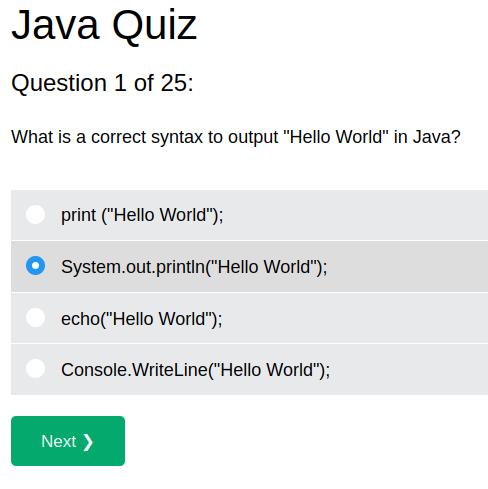 Java Quiz
Question 1 of 25:
What is a correct syntax to output "Hello World" in Java?
print ("Hello World");
System.out.println("Hello World");
echo("Hello World");
Console.WriteLine("Hello World");
Next ❯